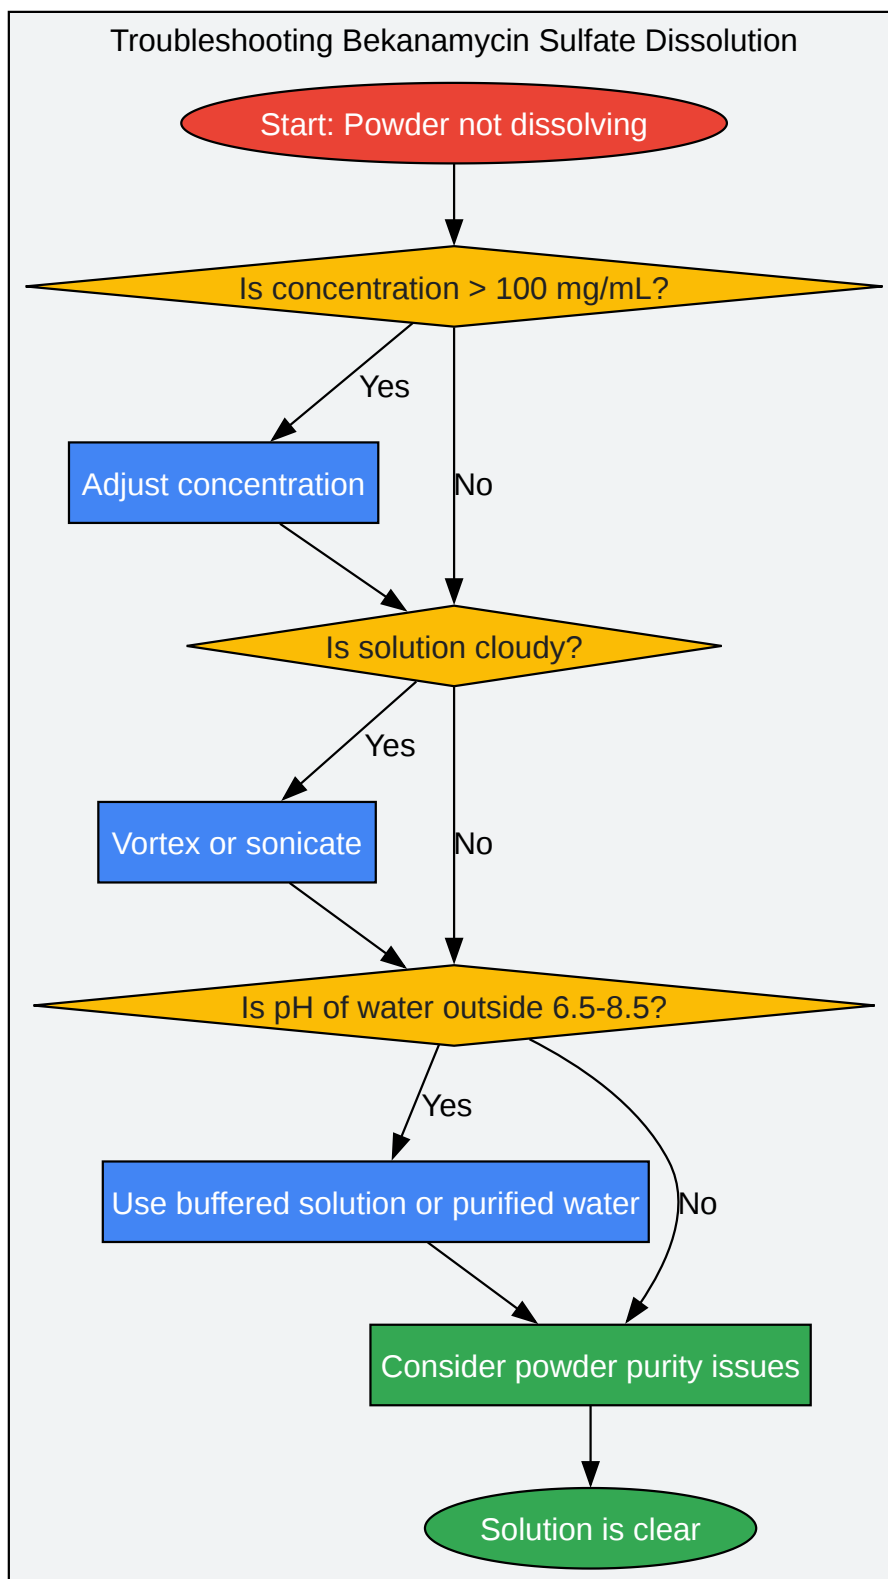 Troubleshooting Bekanamycin Sulfate Dissolution
Start: Powder not dissolving
Is concentration > 100 mg/mL?
Yes
Adjust concentration
No
Is solution cloudy?
Yes
Vortex or sonicate
No
Is pH of water outside 6.5-8.5?
Yes
Use buffered solution or purified water
No
Consider powder purity issues
Solution is clear